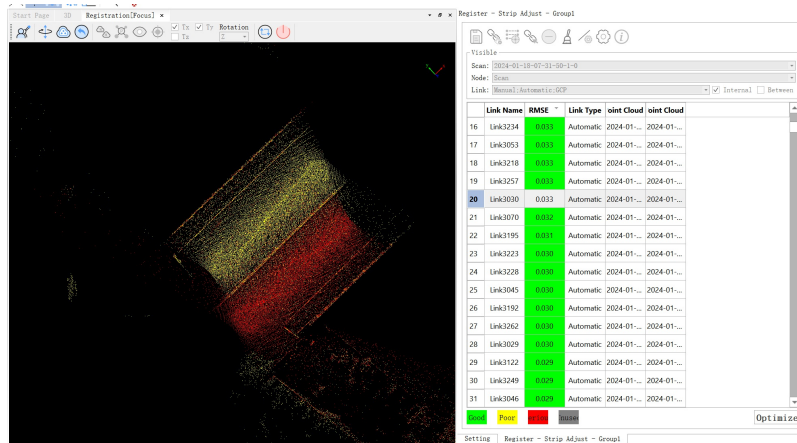 Start Page 3D Registration[Focus] ×
Tx Ty Rotation
Tx Z
Register - Strip Adjust - Group1
Visible
Scan: 2024-01-18-07-31-50-1-0
Node: Scan
Link: Manual;Automatic;GCP Internal Between
Link Name RMSE Link Type oint Cloud oint Cloud
16 Link3234 0.033 Automatic 2024-01-... 2024-01-...
17 Link3053 0.033 Automatic 2024-01-... 2024-01-...
18 Link3218 0.033 Automatic 2024-01-... 2024-01-...
19 Link3257 0.033 Automatic 2024-01-... 2024-01-...
20 Link3030 0.033 Automatic 2024-01-... 2024-01-...
21 Link3070 0.032 Automatic 2024-01-... 2024-01-...
22 Link3195 0.031 Automatic 2024-01-... 2024-01-...
23 Link3223 0.030 Automatic 2024-01-... 2024-01-...
24 Link3228 0.030 Automatic 2024-01-... 2024-01-...
25 Link3045 0.030 Automatic 2024-01-... 2024-01-...
26 Link3192 0.030 Automatic 2024-01-... 2024-01-...
27 Link3262 0.030 Automatic 2024-01-... 2024-01-...
28 Link3029 0.030 Automatic 2024-01-... 2024-01-...
29 Link3122 0.029 Automatic 2024-01-... 2024-01-...
30 Link3249 0.029 Automatic 2024-01-... 2024-01-...
31 Link3046 0.029 Automatic 2024-01-... 2024-01-...
Good Poor Optimize
Setting Register - Strip Adjust - Group1